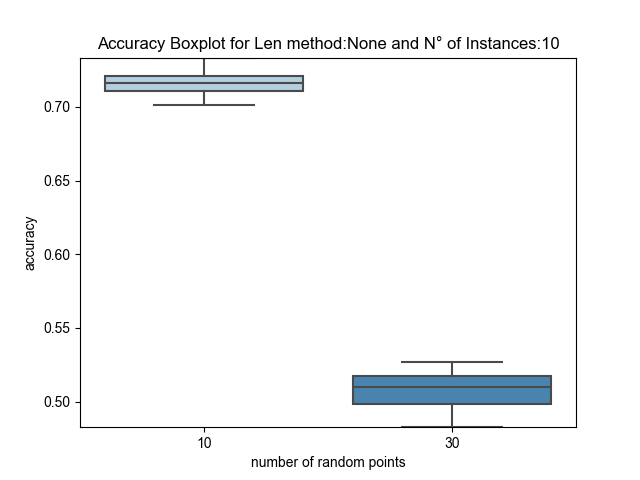 Accuracy Boxplot for Len method:None and N° of Instances:10
0.70
0.65
0.60
0.55
0.50
accuracy
10 30
number of random points